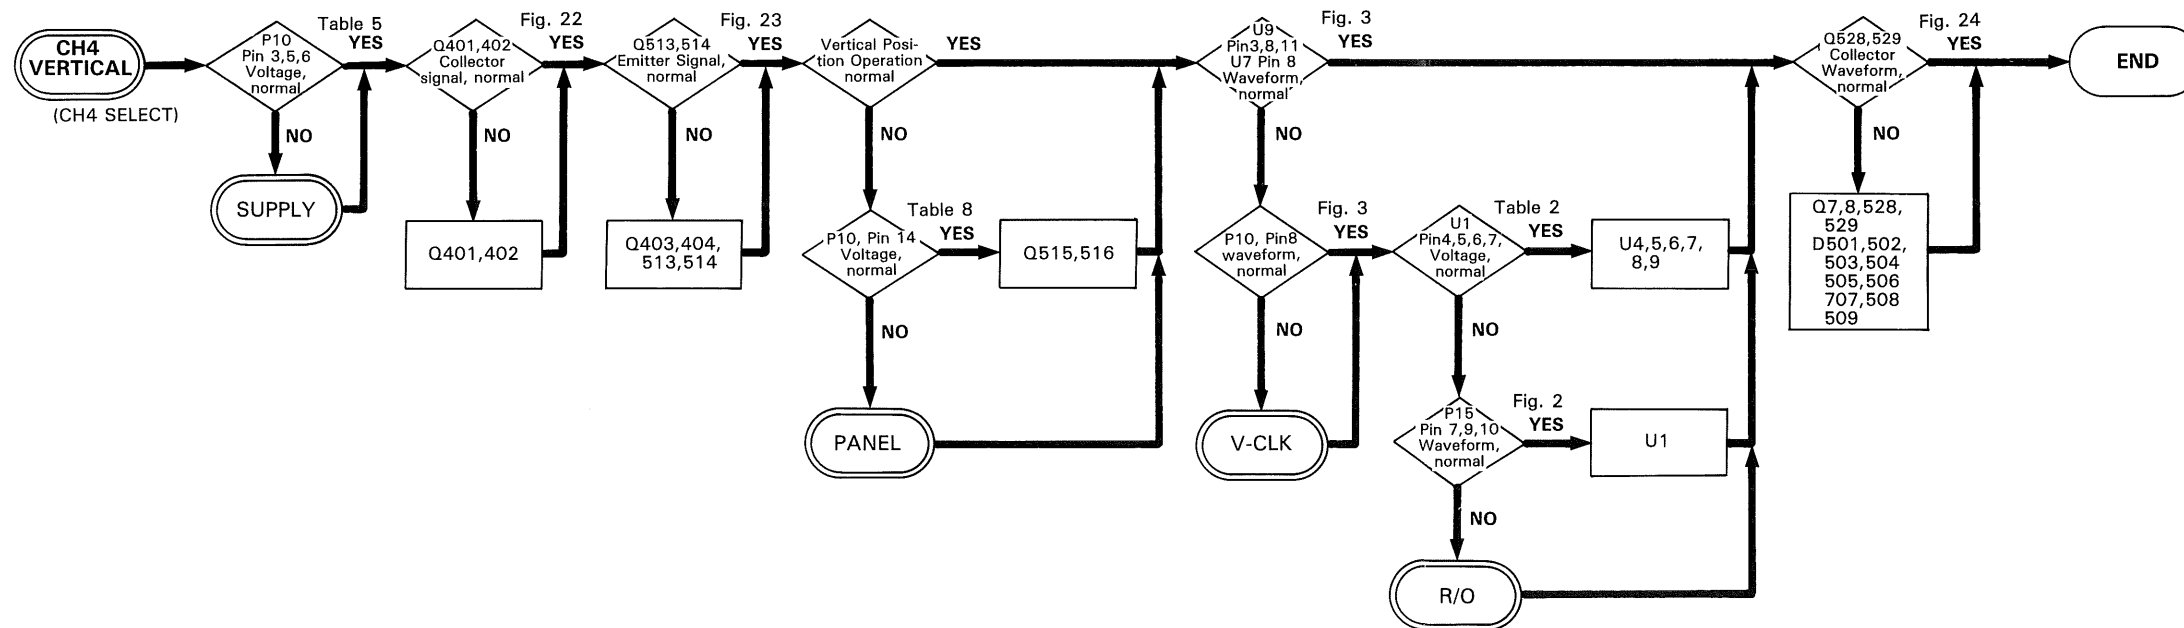 CH4
VERTICAL
(CH4 SELECT)
P10
Pin 3,5,6
Voltage,
normal
Table 5
YES
NO
SUPPLY
Q401,402
Collector
signal, normal
Fig. 22
YES
NO
Q401,402
Q513,514
Emitter Signal,
normal
Fig. 23
YES
NO
Q403,404,
513,514
Vertical Posi-
tion Operation
normal
YES
NO
P10, Pin 14
Voltage,
normal
Table 8
YES
Q515,516
NO
PANEL
U9
Pin3,8,11
U7 Pin 8
Waveform,
normal
Fig. 3
YES
NO
P10, Pin8
waveform,
normal
Fig. 3
YES
NO
V-CLK
U1
Pin4,5,6,7,
Voltage,
normal
Table 2
YES
U4,5,6,7,
8,9
NO
P15
Pin 7,9,10
Waveform,
normal
Fig. 2
YES
U1
NO
R/O
Q528,529
Collector
Waveform,
normal
Fig. 24
YES
NO
Q7,8,528,
529
D501,502,
503,504
505,506
707,508
509
END